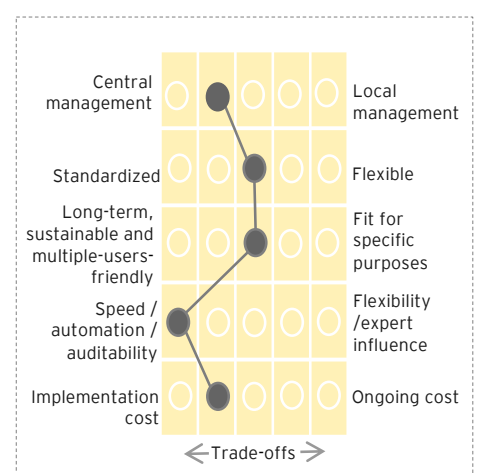 Central
management
Local
management
Standardized
Flexible
Long-term,
sustainable and
multiple-users-
friendly
Fit for
specific
purposes
Speed /
automation /
auditability
Flexibility
/expert
influence
Implementation
cost
Ongoing cost
Trade-offs